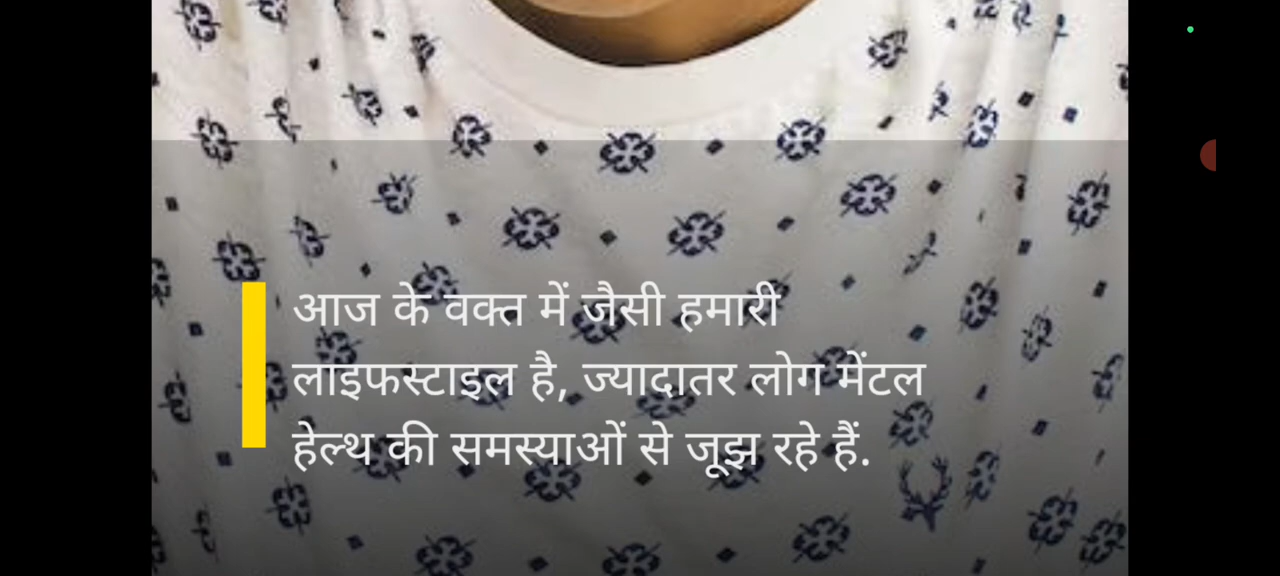 आज के वक्त में जैसी हमारी
लाइफस्टाइल है, ज्यादातर लोग मेंटल
हेल्थ की समस्याओं से जूझ रहे हैं.